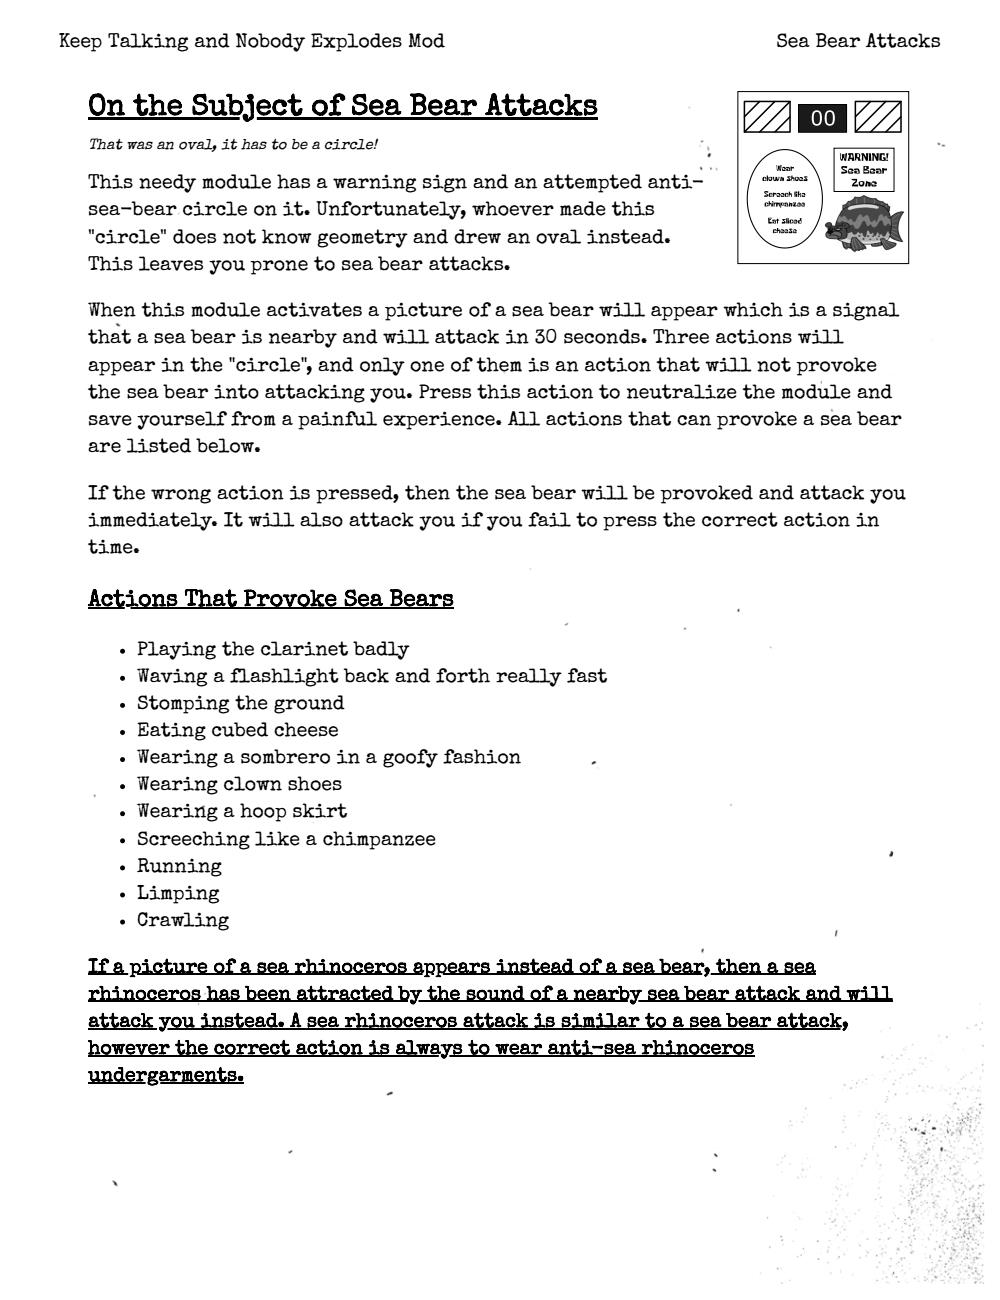 Keep Talking and Nobody Explodes Mod
Sea Bear Attacks
On the Subject of Sea Bear Attacks
That was an oval, it has to be a circle!
00
WARNING!
Sea Bear
Zone
Wear
clown shoes
Screech like
chimpanzee
Eat sliced
cheese
This needy module has a warning sign and an attempted anti-
sea-bear circle on it. Unfortunately, whoever made this
"circle" does not know geometry and drew an oval instead.
This leaves you prone to sea bear attacks.
When this module activates a picture of a sea bear will appear which is a signal
that a sea bear is nearby and will attack in 30 seconds. Three actions will
appear in the "circle", and only one of them is an action that will not provoke
the sea bear into attacking you. Press this action to neutralize the module and
save yourself from a painful experience. All actions that can provoke a sea bear
are listed below.
If the wrong action is pressed, then the sea bear will be provoked and attack you
immediately. It will also attack you if you fail to press the correct action in
time.
Actions That Provoke Sea Bears
• Playing the clarinet badly
• Waving a flashlight back and forth really fast
• Stomping the ground
• Eating cubed cheese
• Wearing a sombrero in a goofy fashion
• Wearing clown shoes
• Wearing a hoop skirt
• Screeching like a chimpanzee
• Running
• Limping
• Crawling
If a picture of a sea rhinoceros appears instead of a sea bear, then a sea
rhinoceros has been attracted by the sound of a nearby sea bear attack and will
attack you instead. A sea rhinoceros attack is similar to a sea bear attack,
however the correct action is always to wear anti-sea rhinoceros
undergarments.